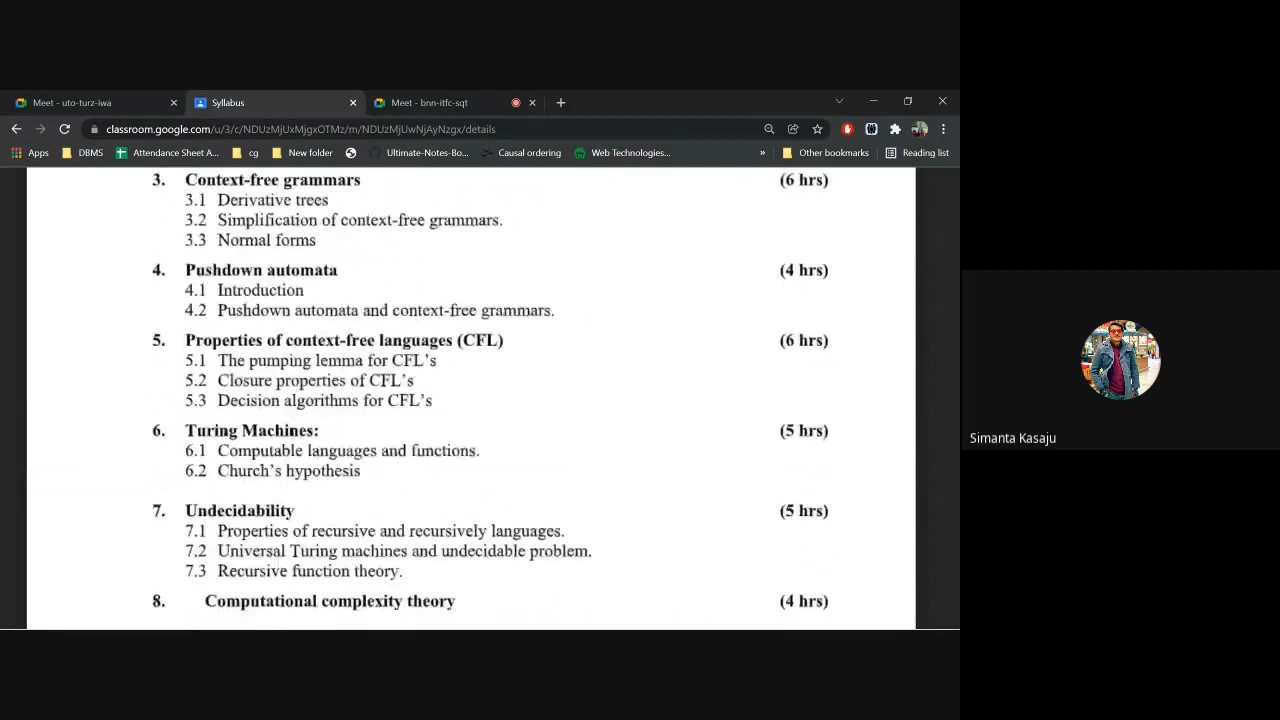 Meet - uto-turz-iwa
Syllabus
Meet - bnn-itfc-sqt
classroom.google.com/u/3/c/NDUzMjUxMjgxOTMz/m/NDUzMjUwNjAyNzgx/details
Apps DBMS Attendance Sheet A... cg New folder Ultimate-Notes-Bo... Causal ordering Web Technologies... » Other bookmarks Reading list
3. Context-free grammars (6 hrs)
3.1 Derivative trees
3.2 Simplification of context-free grammars.
3.3 Normal forms
4. Pushdown automata (4 hrs)
4.1 Introduction
4.2 Pushdown automata and context-free grammars.
5. Properties of context-free languages (CFL) (6 hrs)
5.1 The pumping lemma for CFL's
5.2 Closure properties of CFL's
5.3 Decision algorithms for CFL's
6. Turing Machines: (5 hrs)
6.1 Computable languages and functions.
6.2 Church's hypothesis
7. Undecidability (5 hrs)
7.1 Properties of recursive and recursively languages.
7.2 Universal Turing machines and undecidable problem.
7.3 Recursive function theory.
8. Computational complexity theory (4 hrs)
Simanta Kasaju